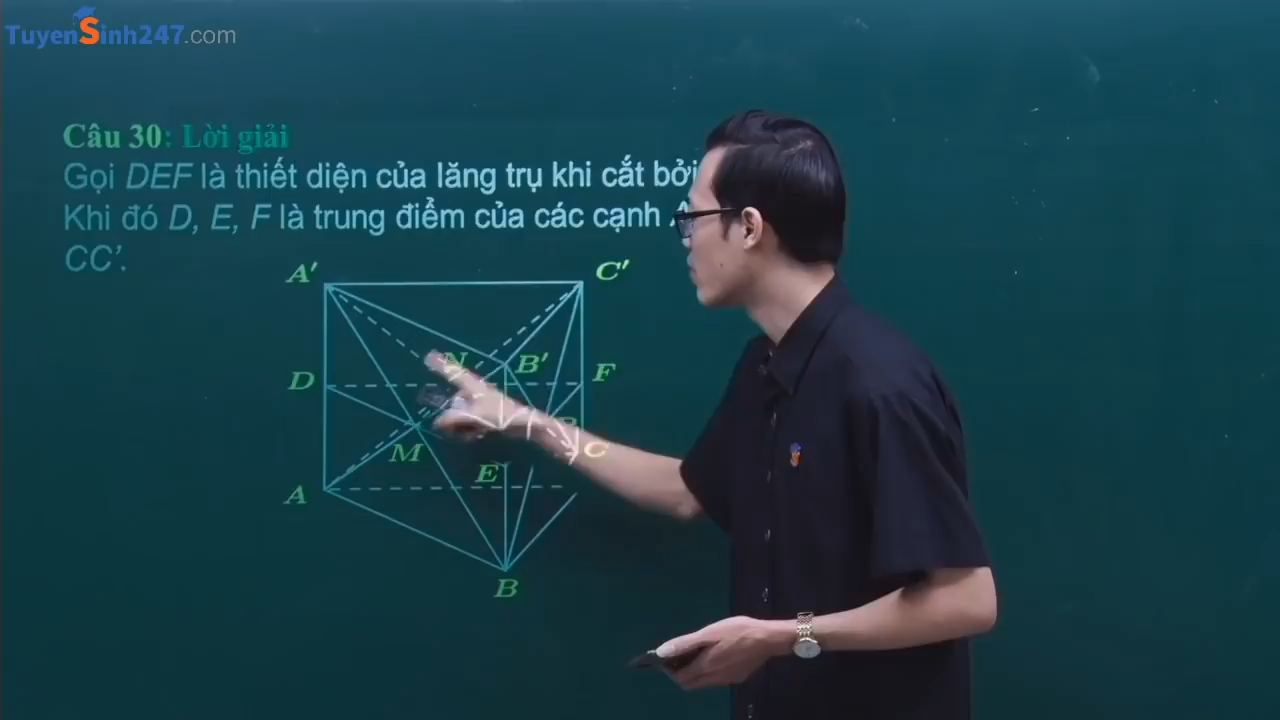 TuyenSinh247.com
Câu 30: Lời giải
Gọi DEF là thiết diện của lăng trụ khi cắt bởi
Khi đó D, E, F là trung điểm của các cạnh
CC’.
A' C'
N B' F
D
M C
E
A
B